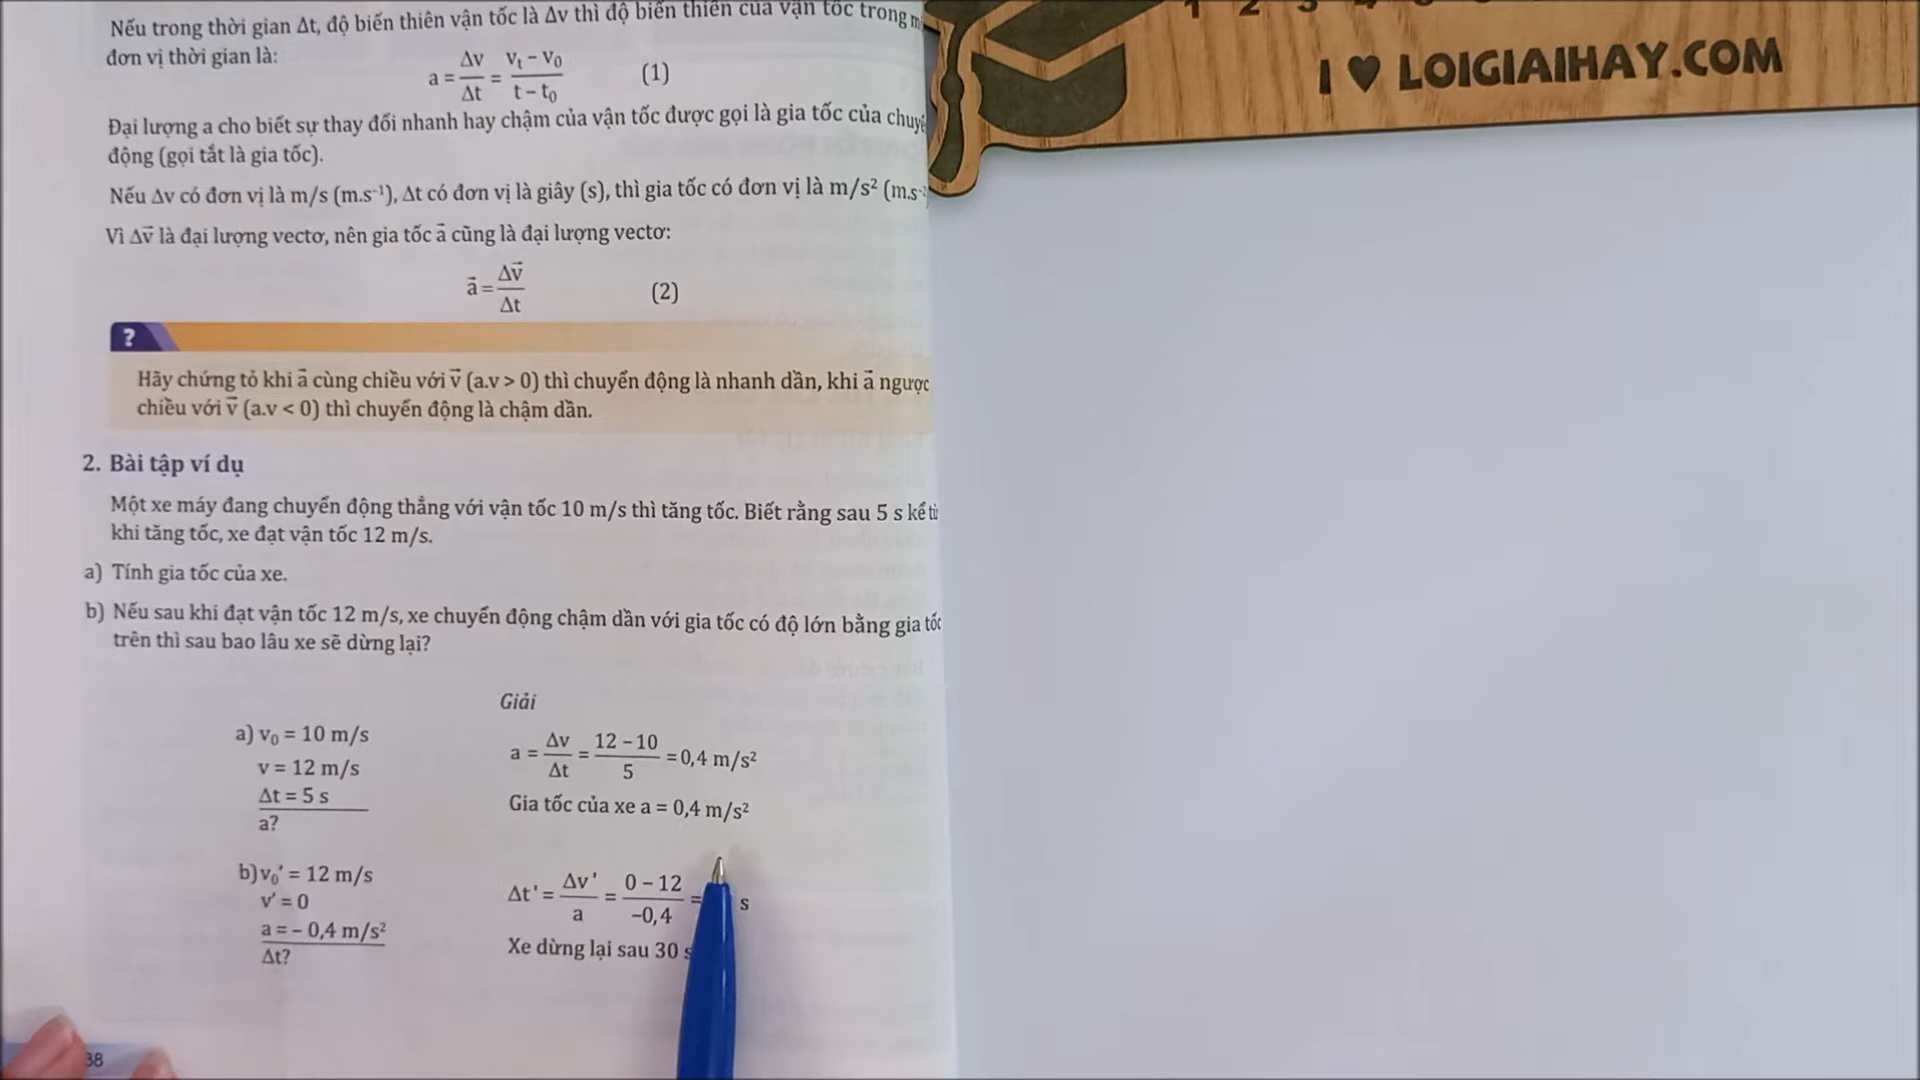 Nếu trong thời gian Δt, độ biến thiên vận tốc là Δv thì độ biến thiên của vận tốc trong
đơn vị thời gian là:
a = Δv/Δt = (vₜ – v₀)/(t – t₀) (1)
Đại lượng a cho biết sự thay đổi nhanh hay chậm của vận tốc được gọi là gia tốc của
động (gọi tắt là gia tốc).
Nếu Δv có đơn vị là m/s (m.s⁻¹), Δt có đơn vị là giây (s), thì gia tốc có đơn vị là m/s² (m.s⁻
Vì Δv⃗ là đại lượng vectơ, nên gia tốc a⃗ cũng là đại lượng vectơ:
a⃗ = Δv⃗/Δt (2)
?
Hãy chứng tỏ khi a⃗ cùng chiều với v⃗ (a.v > 0) thì chuyển động là nhanh dần, khi a⃗ ngược
chiều với v⃗ (a.v < 0) thì chuyển động là chậm dần.
2. Bài tập ví dụ
Một xe máy đang chuyển động thẳng với vận tốc 10 m/s thì tăng tốc. Biết rằng sau 5 s kể từ
khi tăng tốc, xe đạt vận tốc 12 m/s.
a) Tính gia tốc của xe.
b) Nếu sau khi đạt vận tốc 12 m/s, xe chuyển động chậm dần với gia tốc có độ lớn bằng gia tốc
trên thì sau bao lâu xe sẽ dừng lại?
Giải
a) v₀ = 10 m/s
v = 12 m/s
Δt = 5 s
a?
a = Δv/Δt = (12 – 10)/5 = 0,4 m/s²
Gia tốc của xe a = 0,4 m/s²
b) v₀' = 12 m/s
v' = 0
a = – 0,4 m/s²
Δt?
Δt' = Δv'/a = (0 – 12)/(–0,4) = s
Xe dừng lại sau 30 s
38
I ♥ LOIGIAIHAY.COM